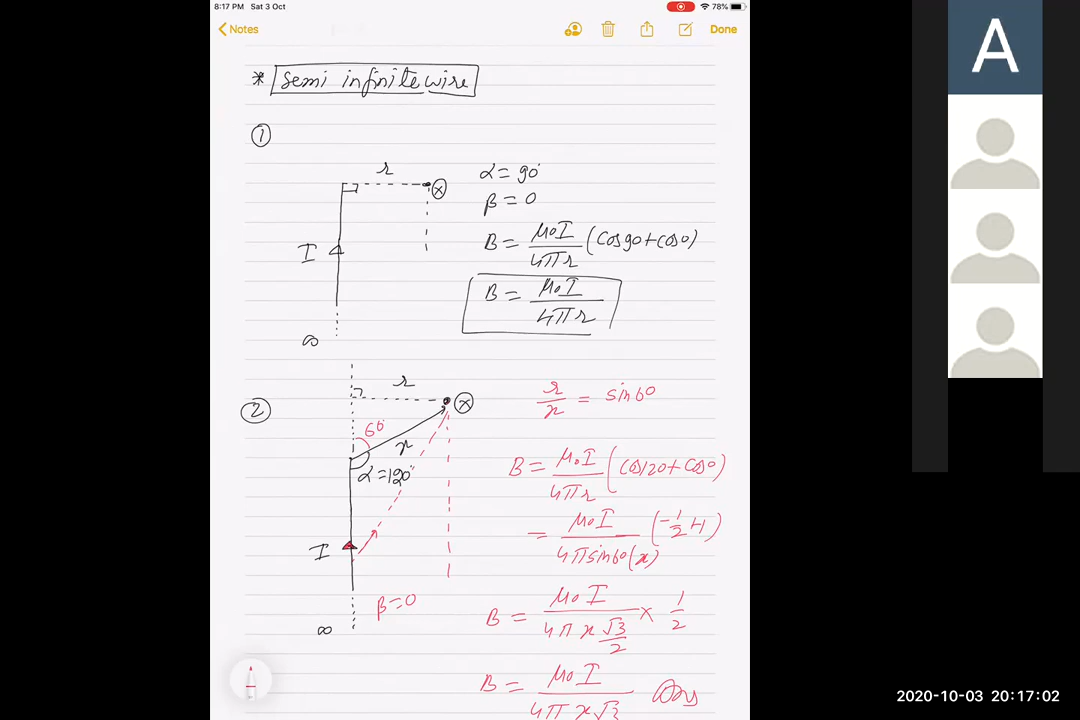 8:17 PM Sat 3 Oct
78%
Notes
Done
* Semi infinite wire
①
r
I
∞
α = 90°
β = 0
B = μ₀I / 4πr (cos90 + cos0)
B = μ₀I / 4πr
②
r
60°
x
α = 120°
I
β = 0
∞
r/x = sin60
B = μ₀I / 4πr (cos120 + cos0°)
= μ₀I / 4π sin60 (x) (-1/2 + 1)
B = μ₀I / 4π x √3/2 × 1/2
B = μ₀I / 4π x √3 Ans
A
2020-10-03 20:17:02